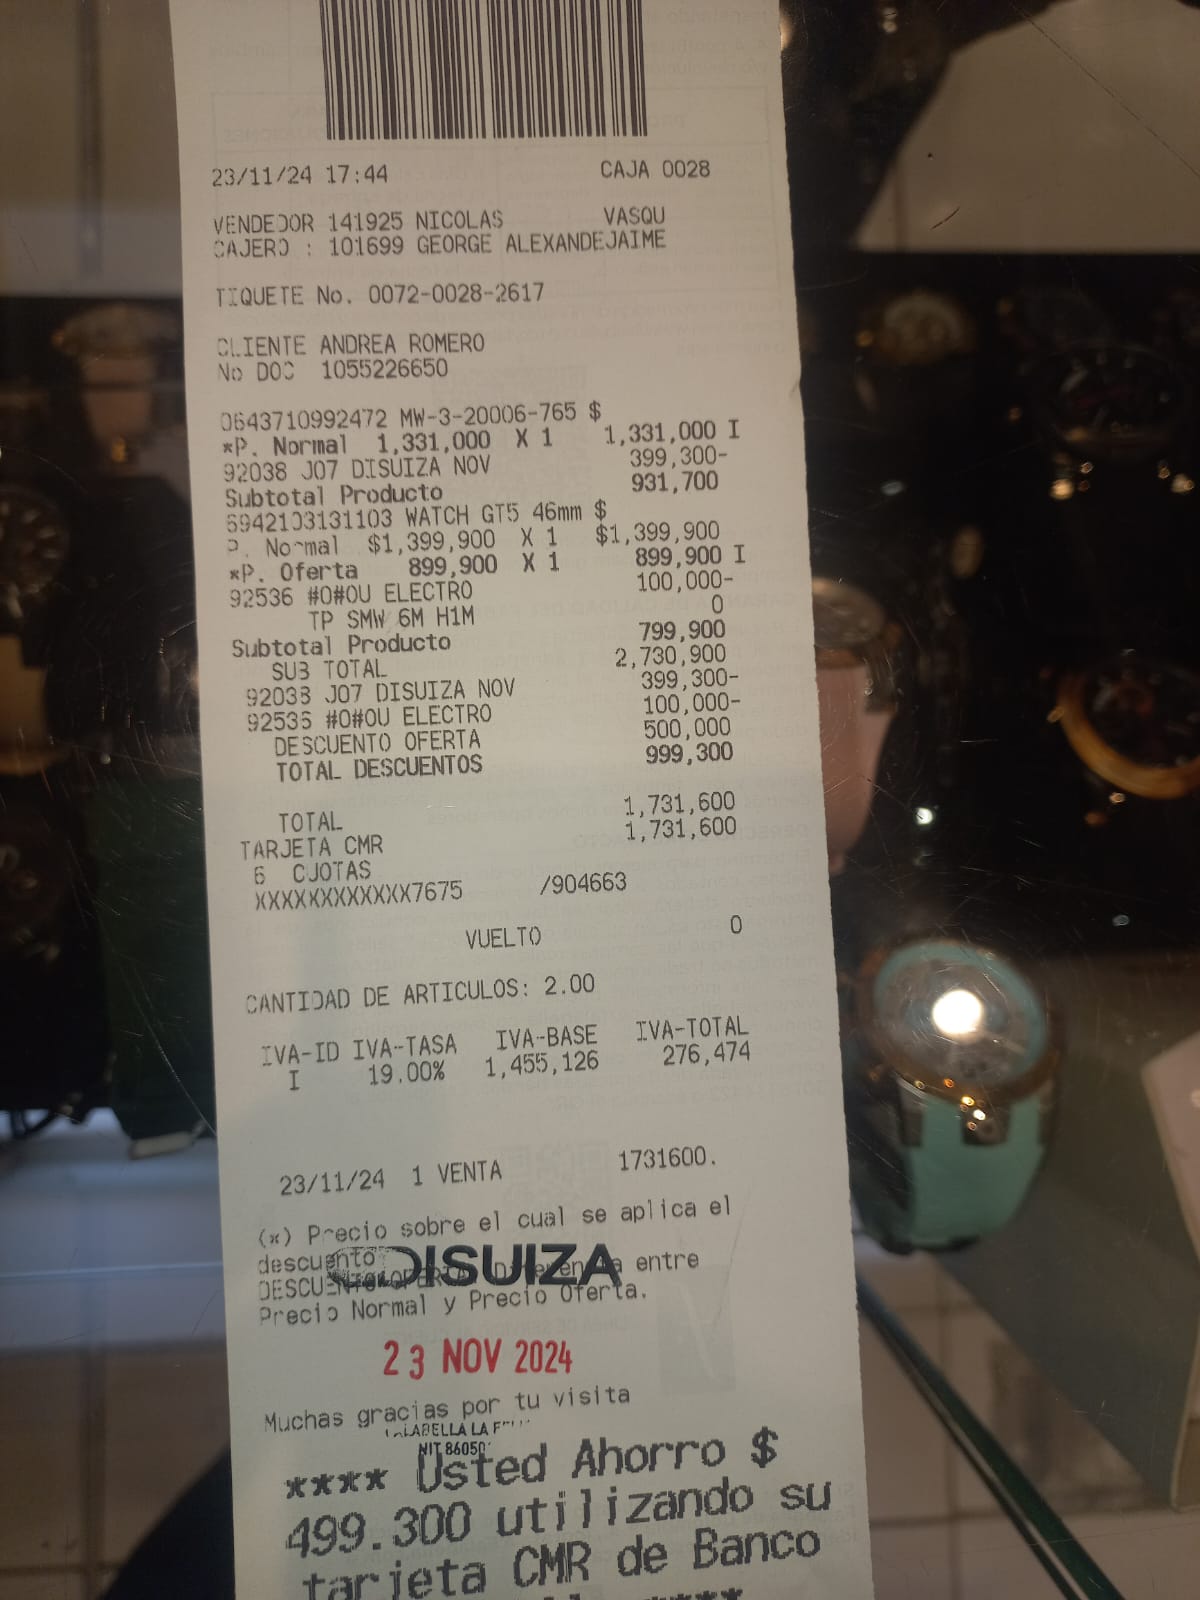 23/11/24 17:44 CAJA 0028
VENDEDOR 141925 NICOLAS VASQU
CAJERO : 101699 GEORGE ALEXANDEJAIME
TIQUETE No. 0072-0028-2617
CLIENTE ANDREA ROMERO
No DOC 1055226650
0643710992472 MW-3-20006-765 $
*P. Normal 1,331,000 X 1 1,331,000 I
92038 J07 DISUIZA NOV 399,300-
Subtotal Producto 931,700
6942103131103 WATCH GT5 46mm $
P. Normal $1,399,900 X 1 $1,399,900
*P. Oferta 899,900 X 1 899,900 I
92536 #O#OU ELECTRO 100,000-
TP SMW 6M H1M 0
Subtotal Producto 799,900
SUB TOTAL 2,730,900
92038 J07 DISUIZA NOV 399,300-
92536 #O#OU ELECTRO 100,000-
DESCUENTO OFERTA 500,000
TOTAL DESCUENTOS 999,300
TOTAL 1,731,600
TARJETA CMR 1,731,600
6 CUOTAS
XXXXXXXXXXXX7675 /904663
VUELTO 0
CANTIDAD DE ARTICULOS: 2.00
IVA-ID IVA-TASA IVA-BASE IVA-TOTAL
I 19.00% 1,455,126 276,474
23/11/24 1 VENTA 1731600.
(*) Precio sobre el cual se aplica el
descuento
DISUIZA
DESCUENTO OFERTA: Diferencia entre
Precio Normal y Precio Oferta.
23 NOV 2024
Muchas gracias por tu visita
LABELLA LA F
NIT 86050
**** Usted Ahorro $
499.300 utilizando su
tarjeta CMR de Banco